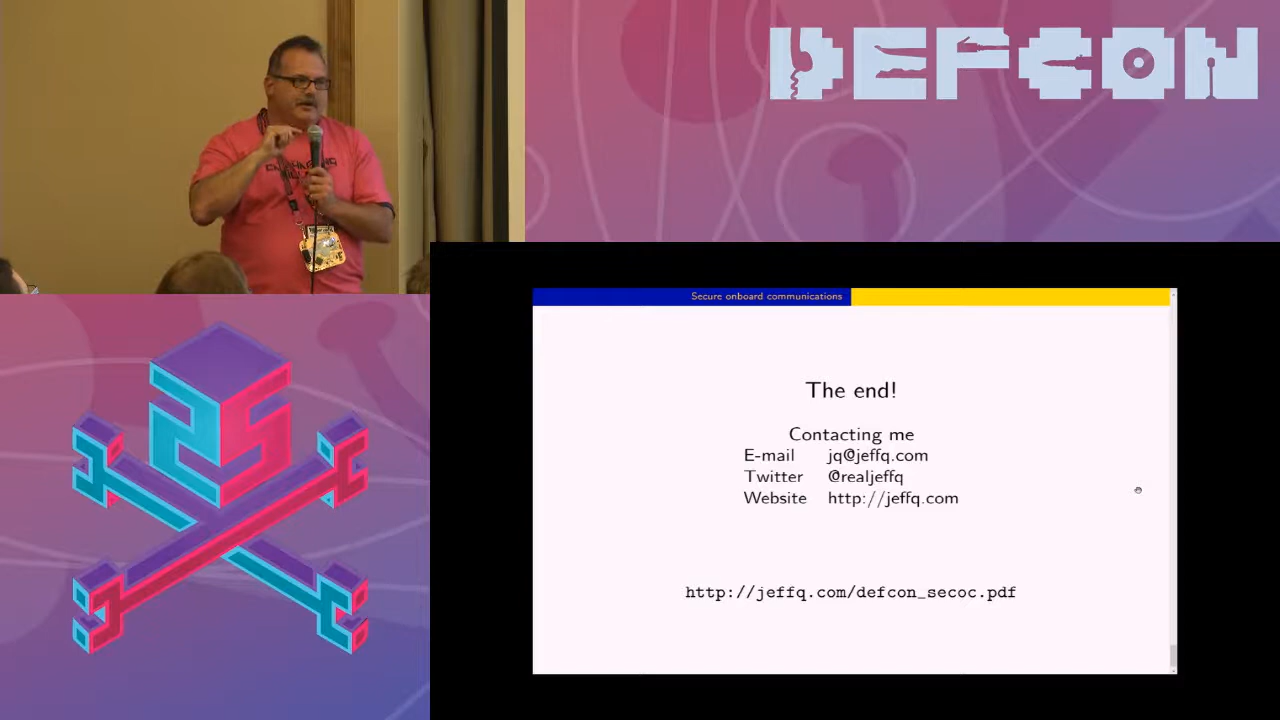 DEFCON
Secure onboard communications
The end!
Contacting me
E-mail jq@jeffq.com
Twitter @realjeffq
Website http://jeffq.com
http://jeffq.com/defcon_secoc.pdf